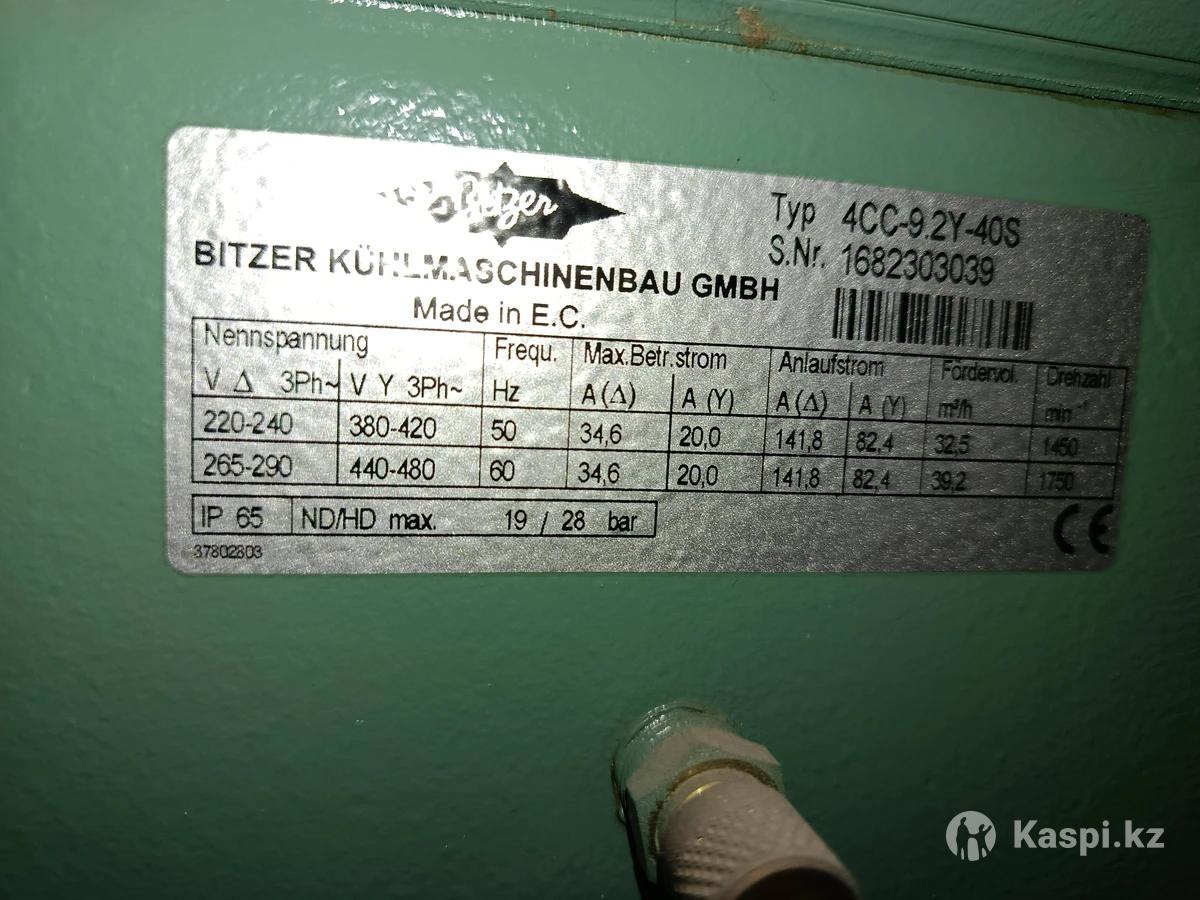 Bitzer
Typ 4CC-9.2Y-40S
S.Nr. 1682303039
BITZER KÜHLMASCHINENBAU GMBH
Made in E.C.
Nennspannung Frequ. Max.Betr.strom Anlaufstrom Fördervol. Drehzahl
V Δ 3Ph~ V Y 3Ph~ Hz A (Δ) A (Y) A (Δ) A (Y) m³/h min⁻¹
220-240 380-420 50 34,6 20,0 141,8 82,4 32,5 1450
265-290 440-480 60 34,6 20,0 141,8 82,4 39,2 1750
IP 65 ND/HD max. 19 / 28 bar
CE
37802803
Kaspi.kz